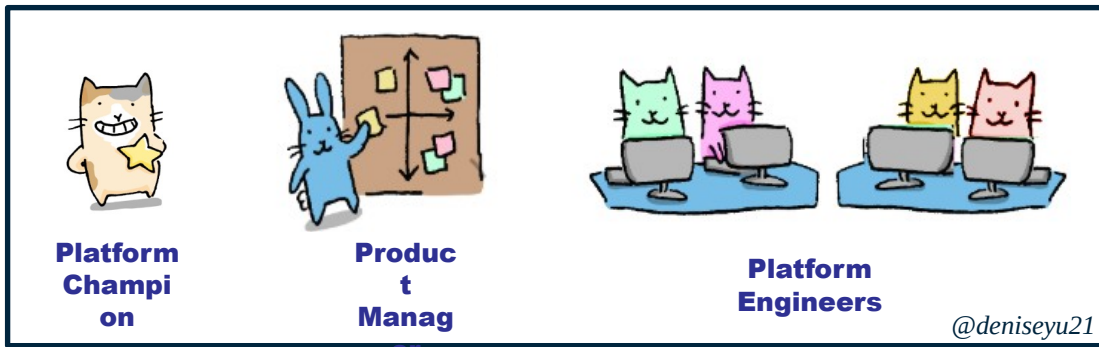 Platform
Champi
on
Produc
t
Manag
Platform
Engineers
@deniseyu21